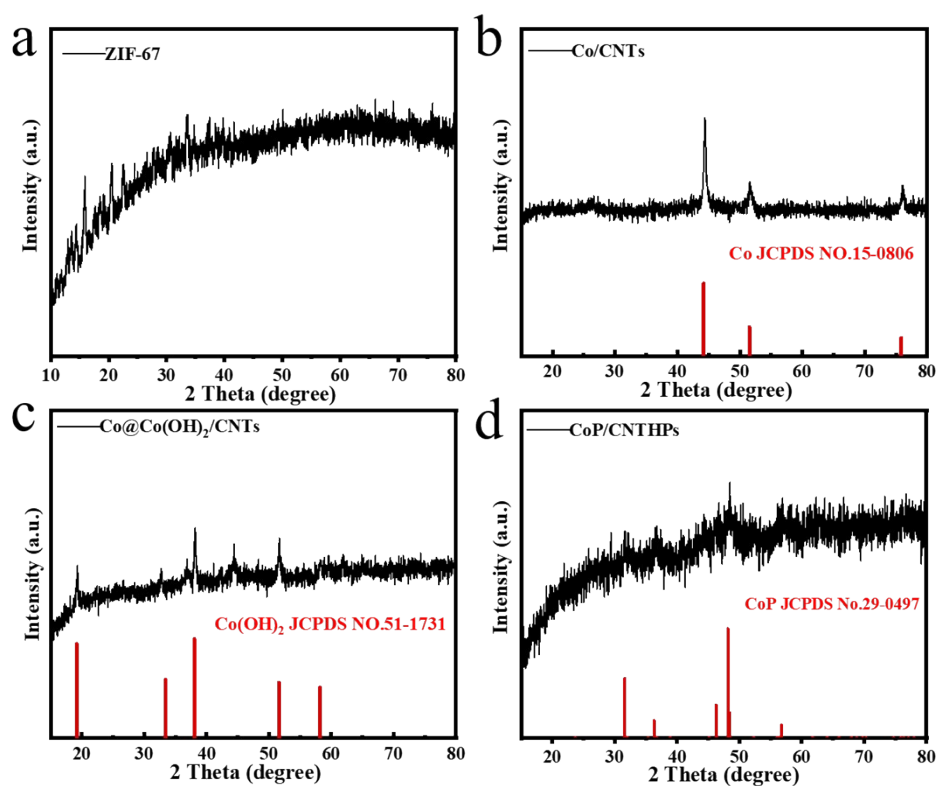 a
ZIF-67
Intensity (a.u.)
10 20 30 40 50 60 70 80
2 Theta (degree)
b
Co/CNTs
Intensity (a.u.)
Co JCPDS NO.15-0806
20 30 40 50 60 70 80
2 Theta (degree)
c
Co@Co(OH)₂/CNTs
Intensity (a.u.)
Co(OH)₂ JCPDS NO.51-1731
20 30 40 50 60 70 80
2 Theta (degree)
d
CoP/CNTHPs
Intensity (a.u.)
CoP JCPDS No.29-0497
20 30 40 50 60 70 80
2 Theta (degree)